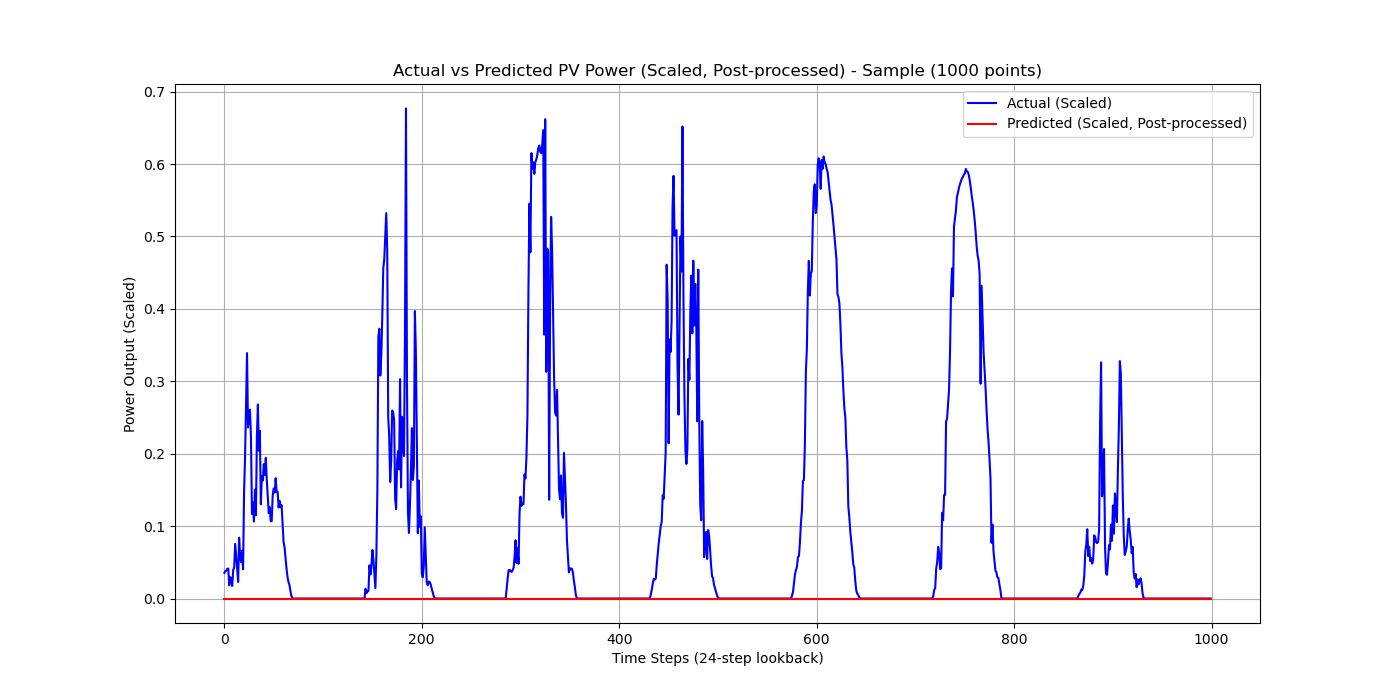 Actual vs Predicted PV Power (Scaled, Post-processed) - Sample (1000 points)
Actual (Scaled)
Predicted (Scaled, Post-processed)
Power Output (Scaled)
0.7
0.6
0.5
0.4
0.3
0.2
0.1
0.0
0 200 400 600 800 1000
Time Steps (24-step lookback)